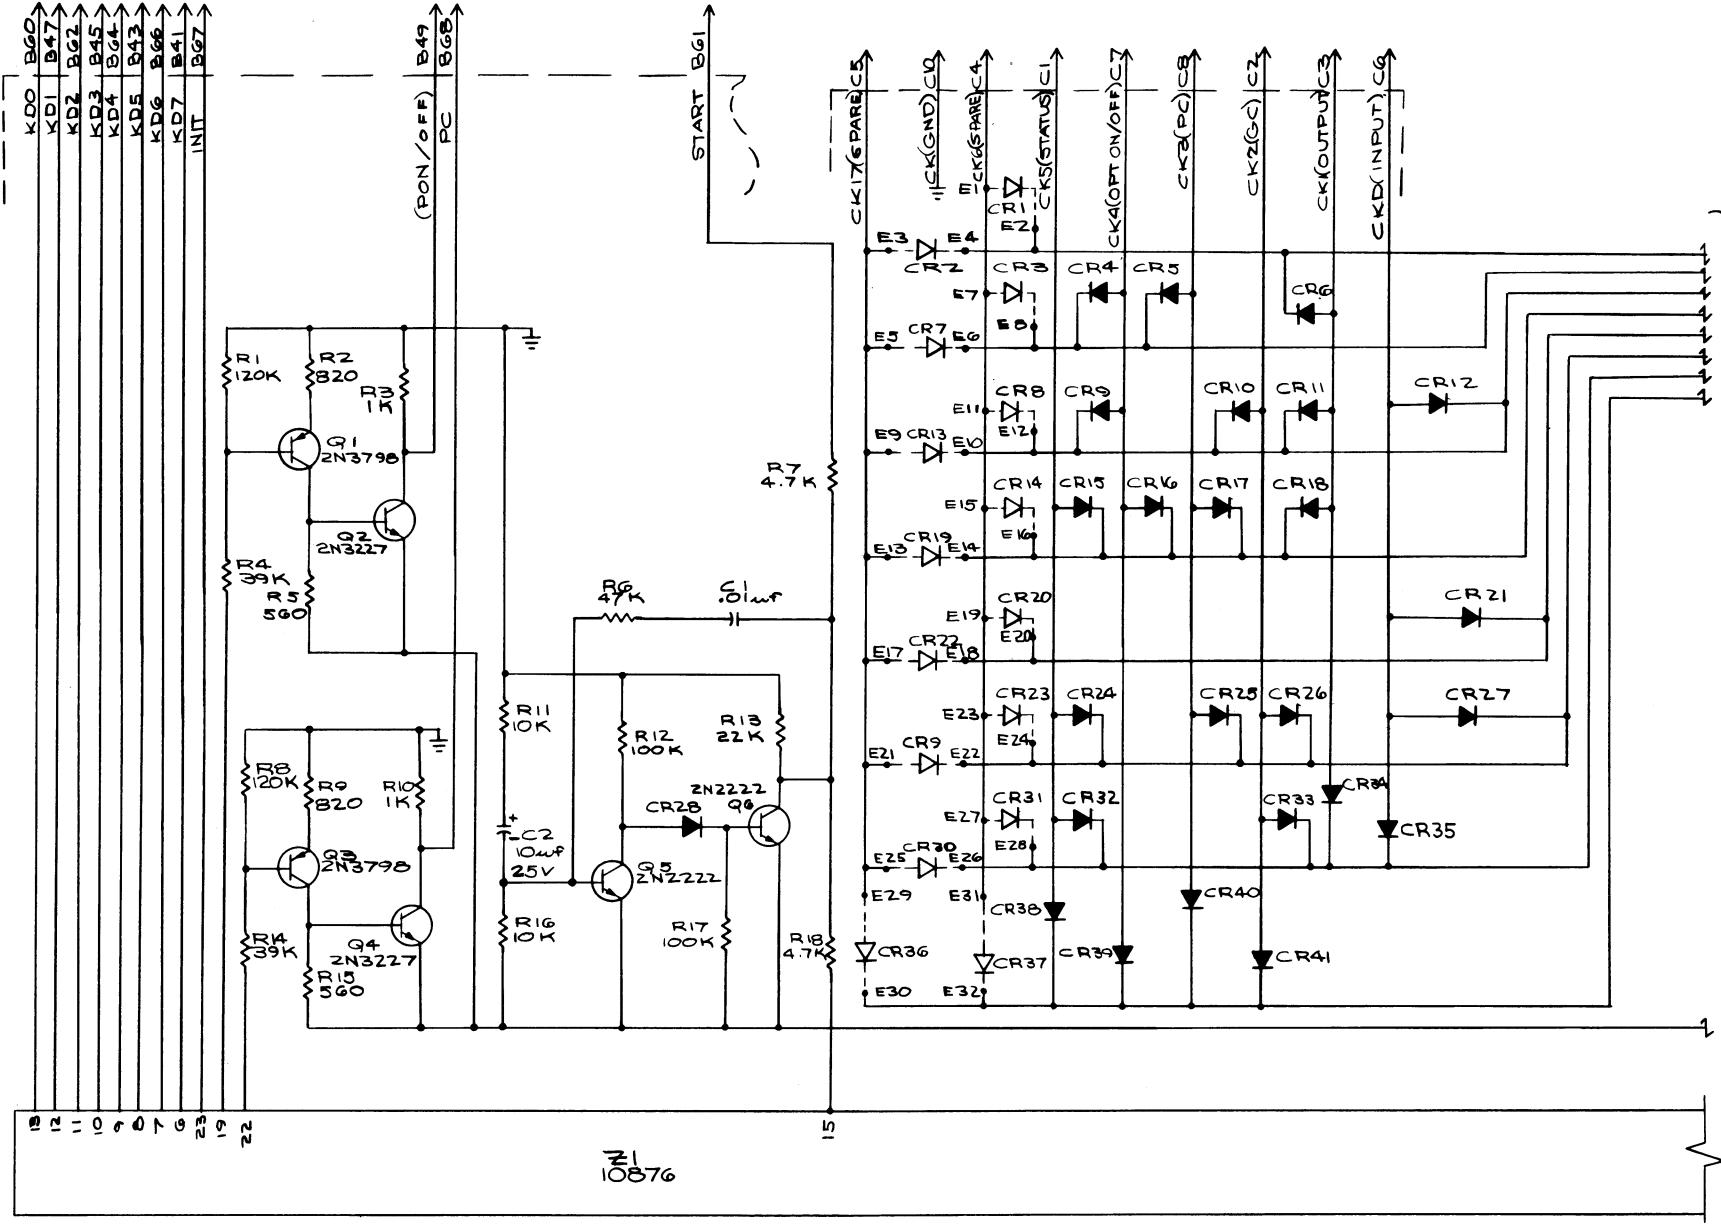 KD0 B60
KD1 B47
KD2 B62
KD3 B45
KD4 B64
KD5 B43
KD6 B66
KD7 B41
INIT B67
(PON/OFF) B49
PC B68
START B61
CK17(SPARE) C5
CK(GND)
CK6(SPARE) C4
CK5(STATUS) C1
CK4(OPT ON/OFF) C7
CK3(PC) C8
CK2(GC) C2
CK1(OUTPUT) C3
CKD(INPUT) C6
E1
CR1
E2
E3
E4
CR2
CR3
CR4
CR5
CR6
E7
E8
E5
CR7
E6
R1
120K
R2
820
R3
1K
CR8
CR9
CR10
CR11
CR12
E11
E12
E9
CR13
E10
Q1
2N3798
R7
4.7K
CR14
CR15
CR16
CR17
CR18
E15
E16
Q2
2N3227
E13
CR19
E14
R4
39K
R5
560
R6
47K
C1
.01uf
CR20
CR21
E19
E20
E17
CR22
E18
R11
10K
R12
100K
R13
22K
CR23
CR24
CR25
CR26
CR27
E23
E24
E21
CR9
E22
R8
120K
R9
820
R10
1K
2N2222
Q6
CR28
CR31
CR32
CR33
CR34
CR35
E27
E28
+
-
C2
10uf
25V
Q3
2N3798
Q5
2N2222
E25
CR30
E26
E29
E31
CR38
CR40
R14
39K
Q4
2N3227
R15
560
R16
10K
R17
100K
R18
4.7K
CR36
CR37
CR39
CR41
E30
E32
13
12
11
10
9
8
7
6
23
19
22
15
Z1
10876